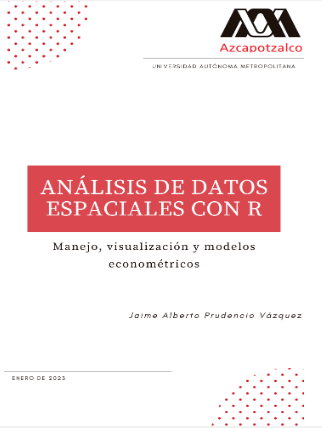 Azcapotzalco
UNIVERSIDAD AUTÓNOMA METROPOLITANA
ANÁLISIS DE DATOS
ESPACIALES CON R
Manejo, visualización y modelos
econométricos
Jaime Alberto Prudencio Vázquez
ENERO DE 2023